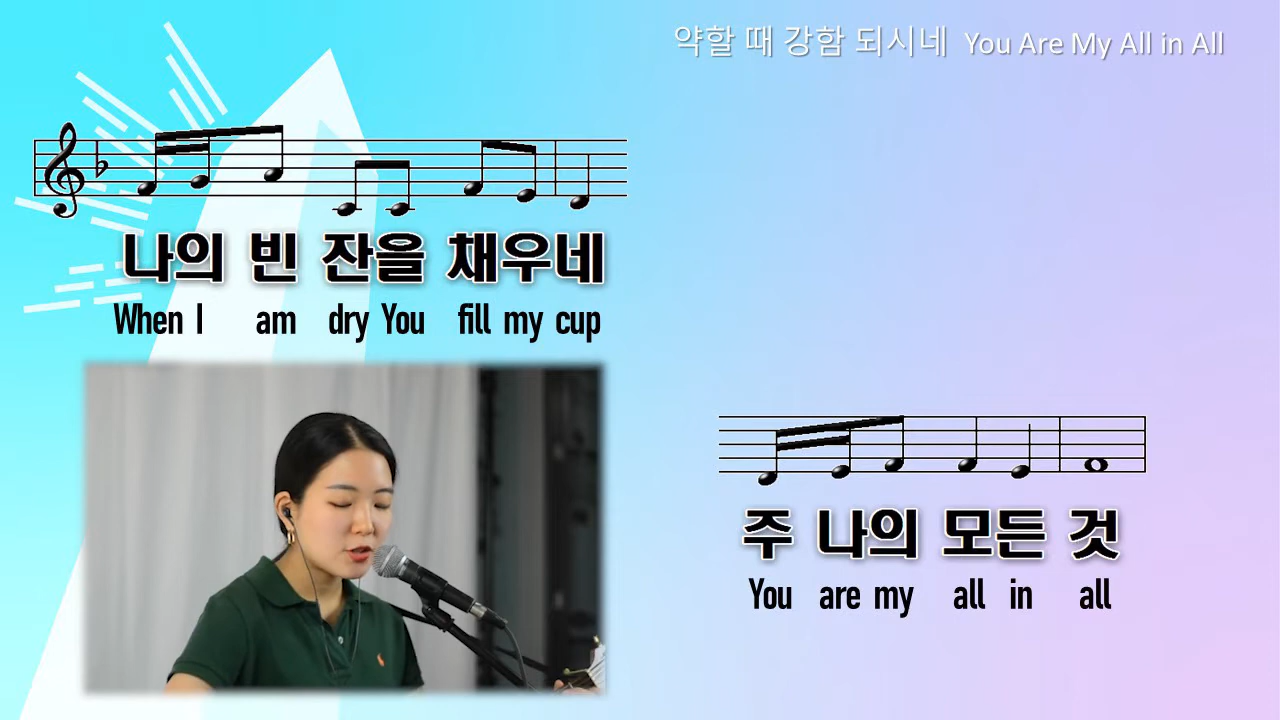 약할 때 강함 되시네 You Are My All in All
나의 빈 잔을 채우네
When I am dry You fill my cup
주 나의 모든 것
You are my all in all